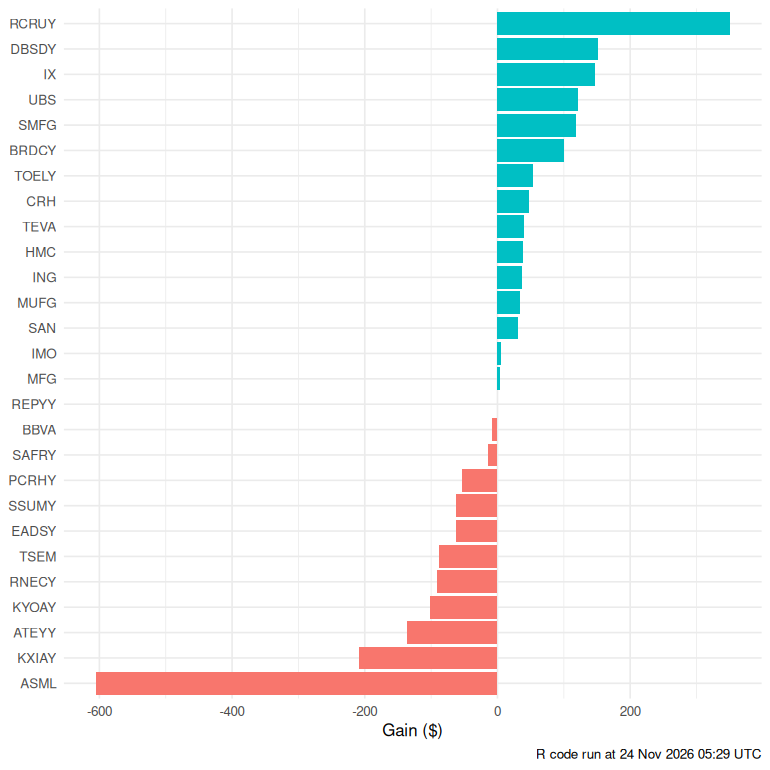 RCRUY
DBSDY
IX
UBS
SMFG
BRDCY
TOELY
CRH
TEVA
HMC
ING
MUFG
SAN
IMO
MFG
REPYY
BBVA
SAFRY
PCRHY
SSUMY
EADSY
TSEM
RNECY
KYOAY
ATEYY
KXIAY
ASML
-600 -400 -200 0 200
Gain ($)
R code run at 24 Nov 2026 05:29 UTC